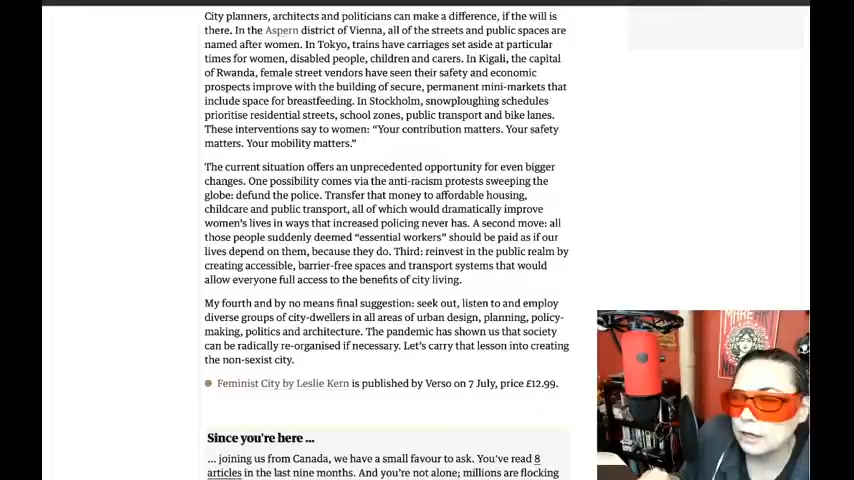 City planners, architects and politicians can make a difference, if the will is
there. In the Aspern district of Vienna, all of the streets and public spaces are
named after women. In Tokyo, trains have carriages set aside at particular
times for women, disabled people, children and carers. In Kigali, the capital
of Rwanda, female street vendors have seen their safety and economic
prospects improve with the building of secure, permanent mini-markets that
include space for breastfeeding. In Stockholm, snowploughing schedules
prioritise residential streets, school zones, public transport and bike lanes.
These interventions say to women: “Your contribution matters. Your safety
matters. Your mobility matters.”
The current situation offers an unprecedented opportunity for even bigger
changes. One possibility comes via the anti-racism protests sweeping the
globe: defund the police. Transfer that money to affordable housing,
childcare and public transport, all of which would dramatically improve
women's lives in ways that increased policing never has. A second move: all
those people suddenly deemed “essential workers” should be paid as if our
lives depend on them, because they do. Third: reinvest in the public realm by
creating accessible, barrier-free spaces and transport systems that would
allow everyone full access to the benefits of city living.
My fourth and by no means final suggestion: seek out, listen to and employ
diverse groups of city-dwellers in all areas of urban design, planning, policy-
making, politics and architecture. The pandemic has shown us that society
can be radically re-organised if necessary. Let's carry that lesson into creating
the non-sexist city.
Feminist City by Leslie Kern is published by Verso on 7 July, price £12.99.
Since you're here ...
... joining us from Canada, we have a small favour to ask. You've read 8
articles in the last nine months. And you're not alone; millions are flocking
MAKE